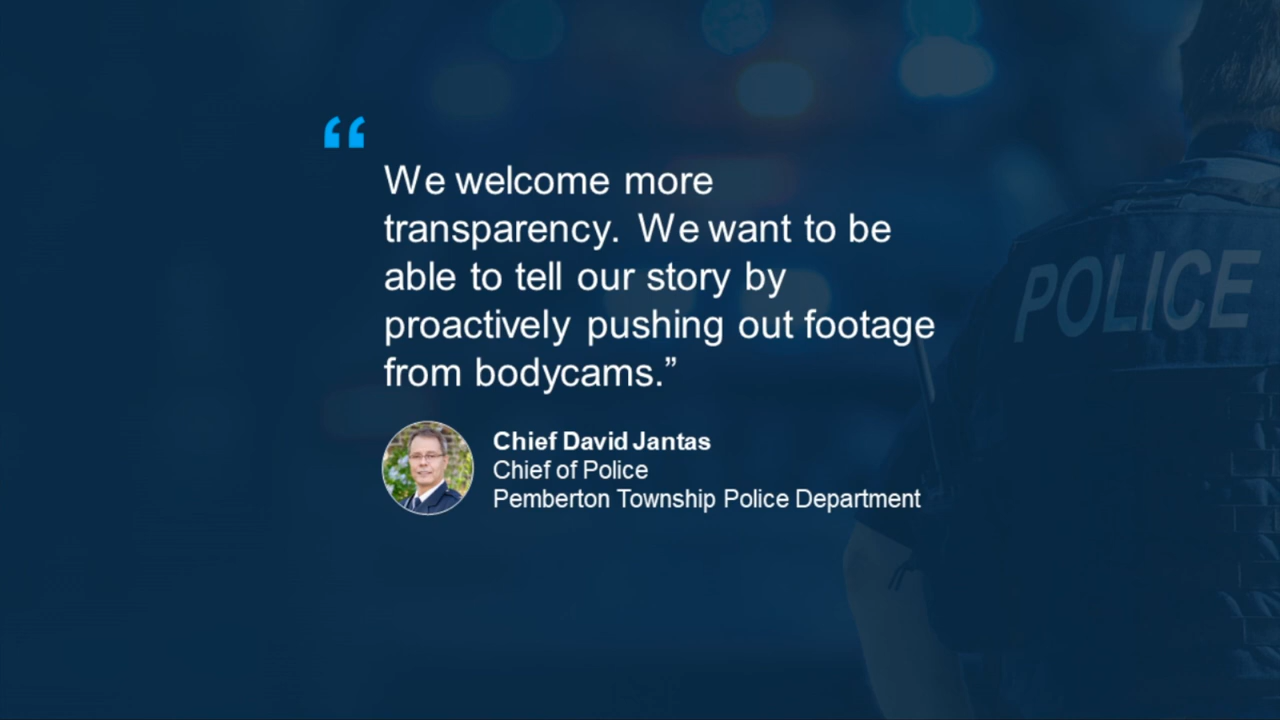 “
We welcome more
transparency. We want to be
able to tell our story by
proactively pushing out footage
from bodycams.”
Chief David Jantas
Chief of Police
Pemberton Township Police Department
POLICE